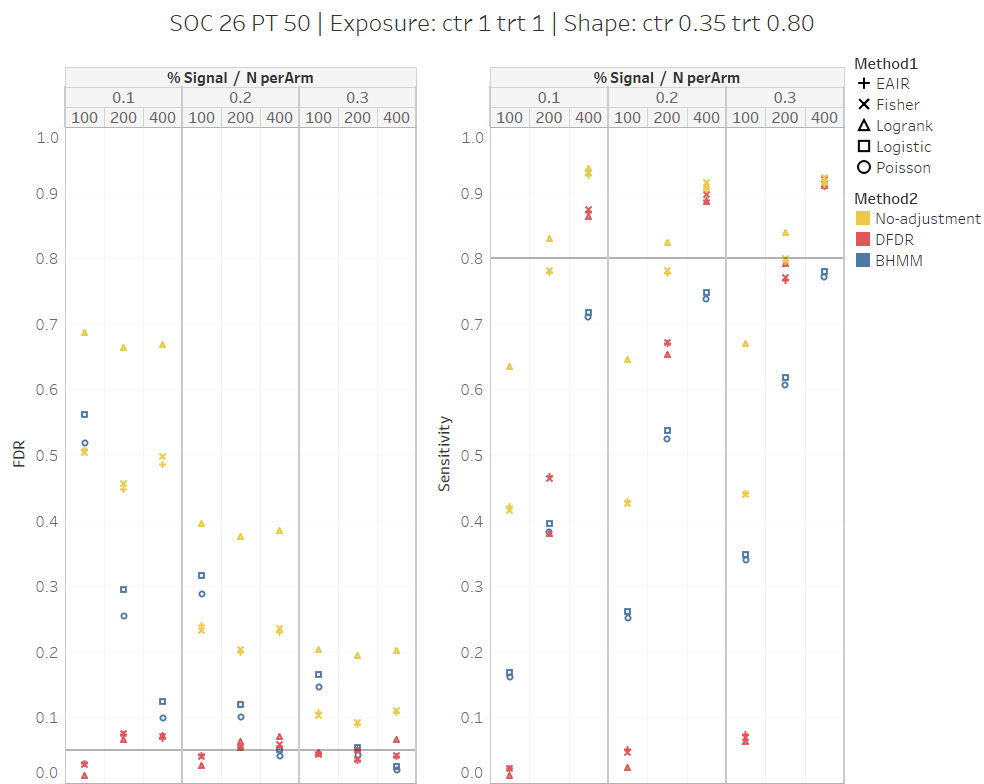 SOC 26 PT 50 | Exposure: ctr 1 trt 1 | Shape: ctr 0.35 trt 0.80
% Signal / N perArm
0.1 0.2 0.3
100 200 400 100 200 400 100 200 400
1.0
0.9
0.8
0.7
0.6
0.5
0.4
0.3
0.2
0.1
0.0
FDR
% Signal / N perArm
0.1 0.2 0.3
100 200 400 100 200 400 100 200 400
1.0
0.9
0.8
0.7
0.6
0.5
0.4
0.3
0.2
0.1
0.0
Sensitivity
Method1
EAIR
Fisher
Logrank
Logistic
Poisson
Method2
No-adjustment
DFDR
BHMM